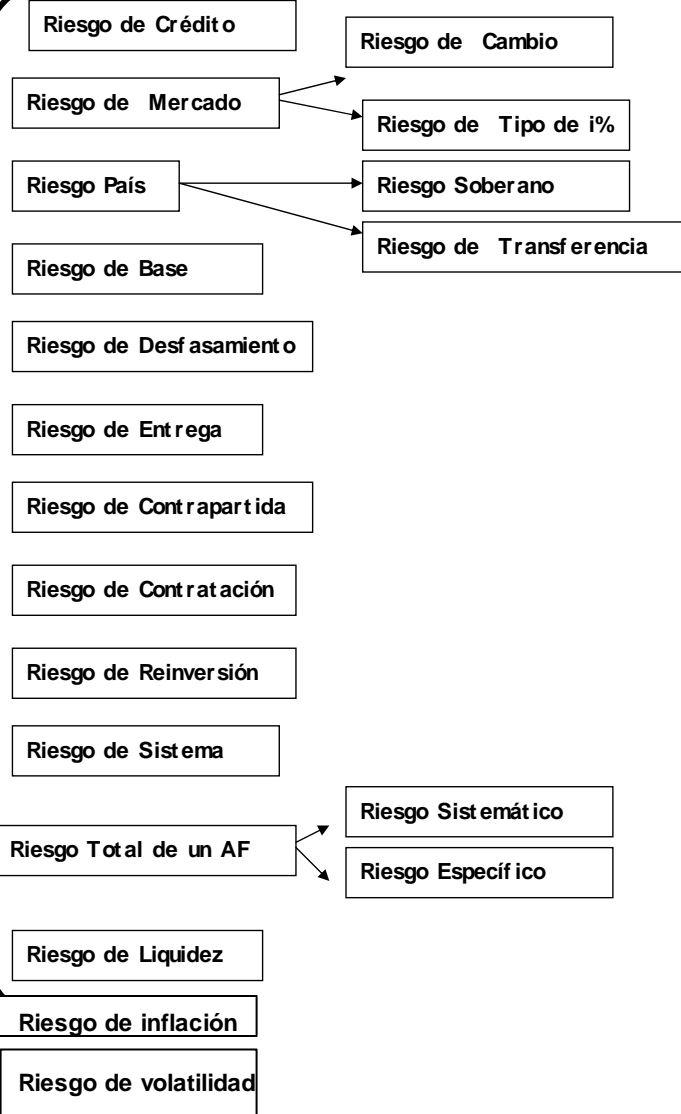 Riesgo de Crédito
Riesgo de Cambio
Riesgo de Mercado
Riesgo de Tipo de i%
Riesgo País
Riesgo Soberano
Riesgo de Transferencia
Riesgo de Base
Riesgo de Desfasamiento
Riesgo de Entrega
Riesgo de Contrapartida
Riesgo de Contratación
Riesgo de Reinversión
Riesgo de Sistema
Riesgo Total de un AF
Riesgo Sistemático
Riesgo Específico
Riesgo de Liquidez
Riesgo de inflación
Riesgo de volatilidad